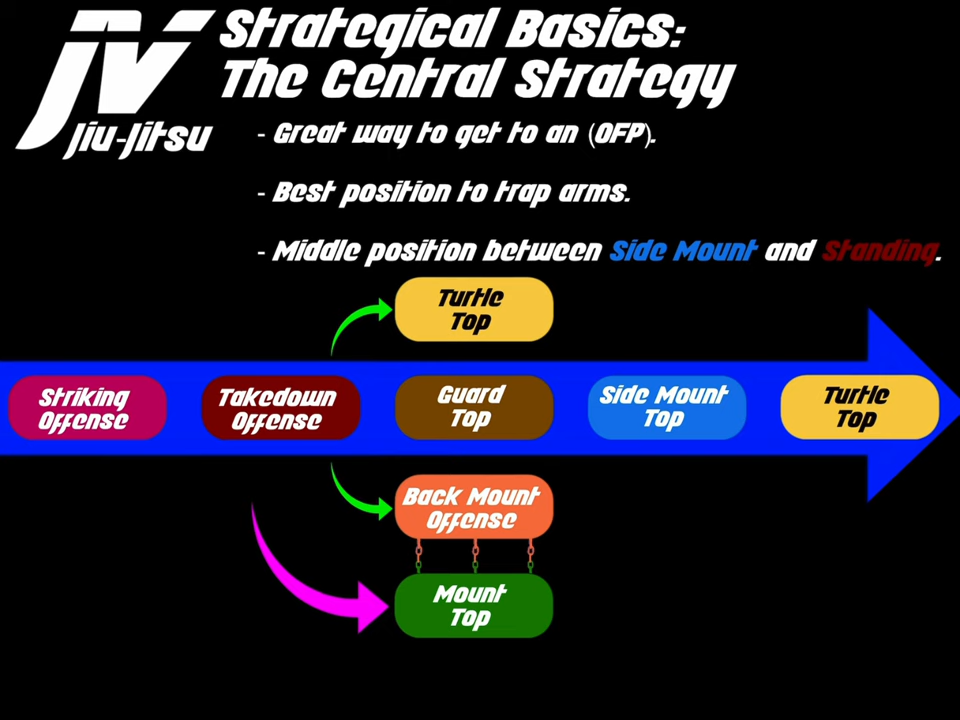 JV
Jiu-Jitsu
Strategical Basics:
The Central Strategy
- Great way to get to an (OFP).
- Best position to trap arms.
- Middle position between Side Mount and Standing.
Turtle
Top
Striking
Offense
Takedown
Offense
Guard
Top
Side Mount
Top
Turtle
Top
Back Mount
Offense
Mount
Top